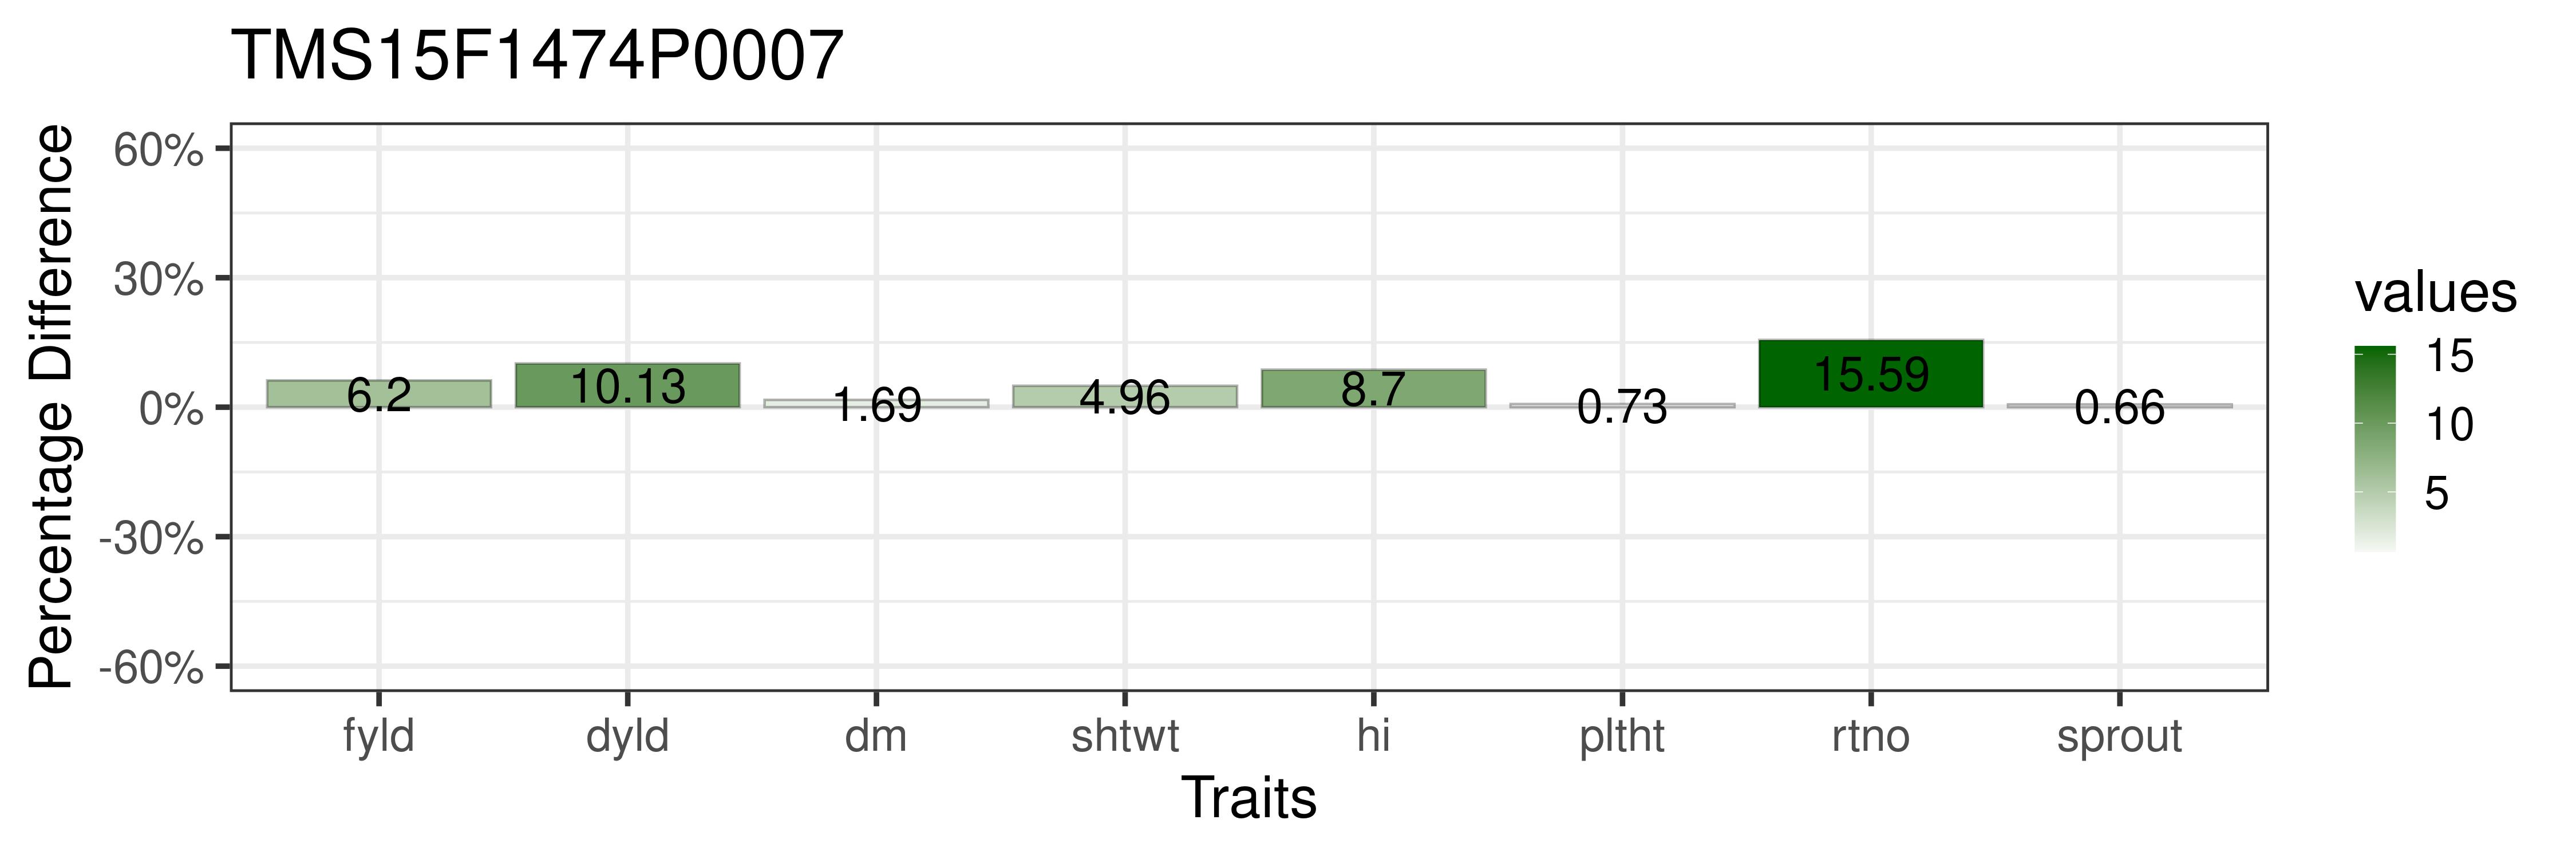 TMS15F1474P0007
Percentage Difference
60%
30%
0%
-30%
-60%
6.2
10.13
1.69
4.96
8.7
0.73
15.59
0.66
fyld
dyld
dm
shtwt
hi
pltht
rtno
sprout
Traits
values
15
10
5